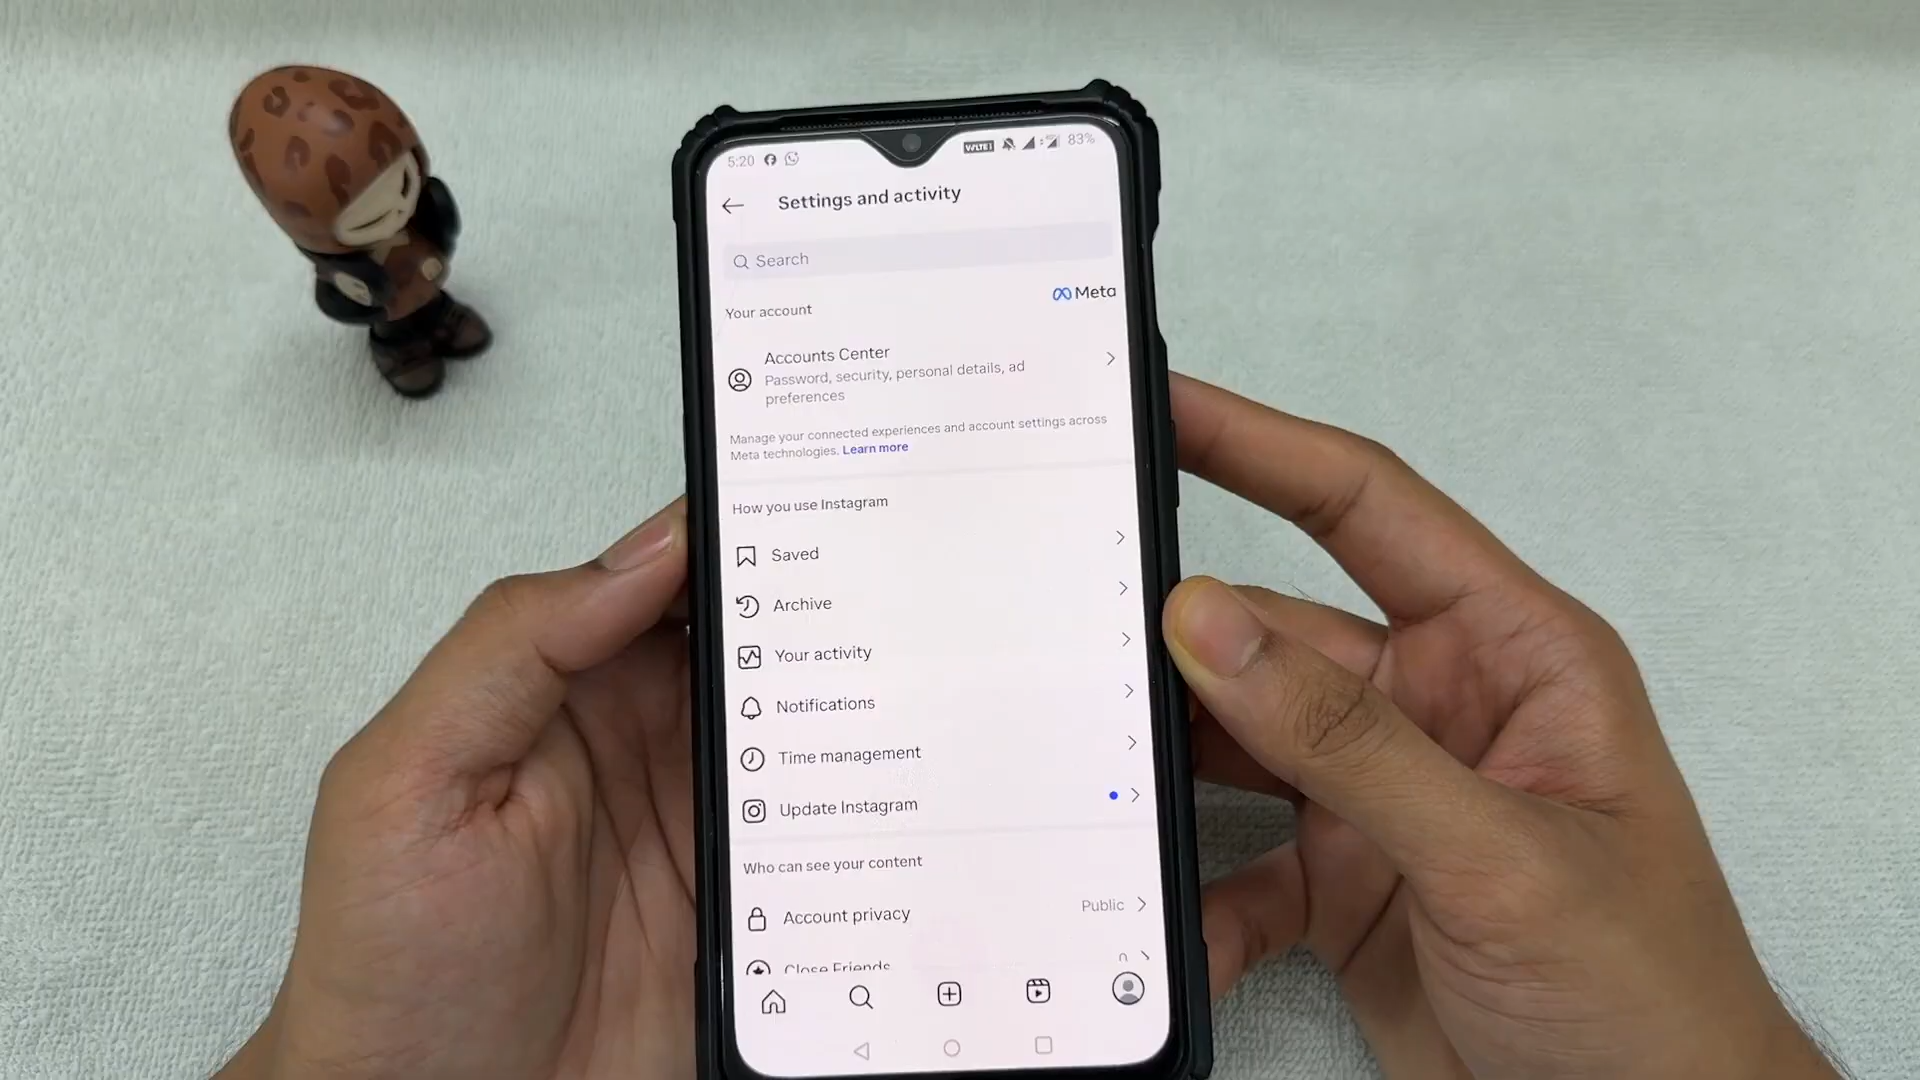 5:20
VoLTE1 83%
Settings and activity
Search
Your account
Meta
Accounts Center
Password, security, personal details, ad
preferences
Manage your connected experiences and account settings across
Meta technologies. Learn more
How you use Instagram
Saved
Archive
Your activity
Notifications
Time management
Update Instagram
Who can see your content
Account privacy
Public
Close Friends